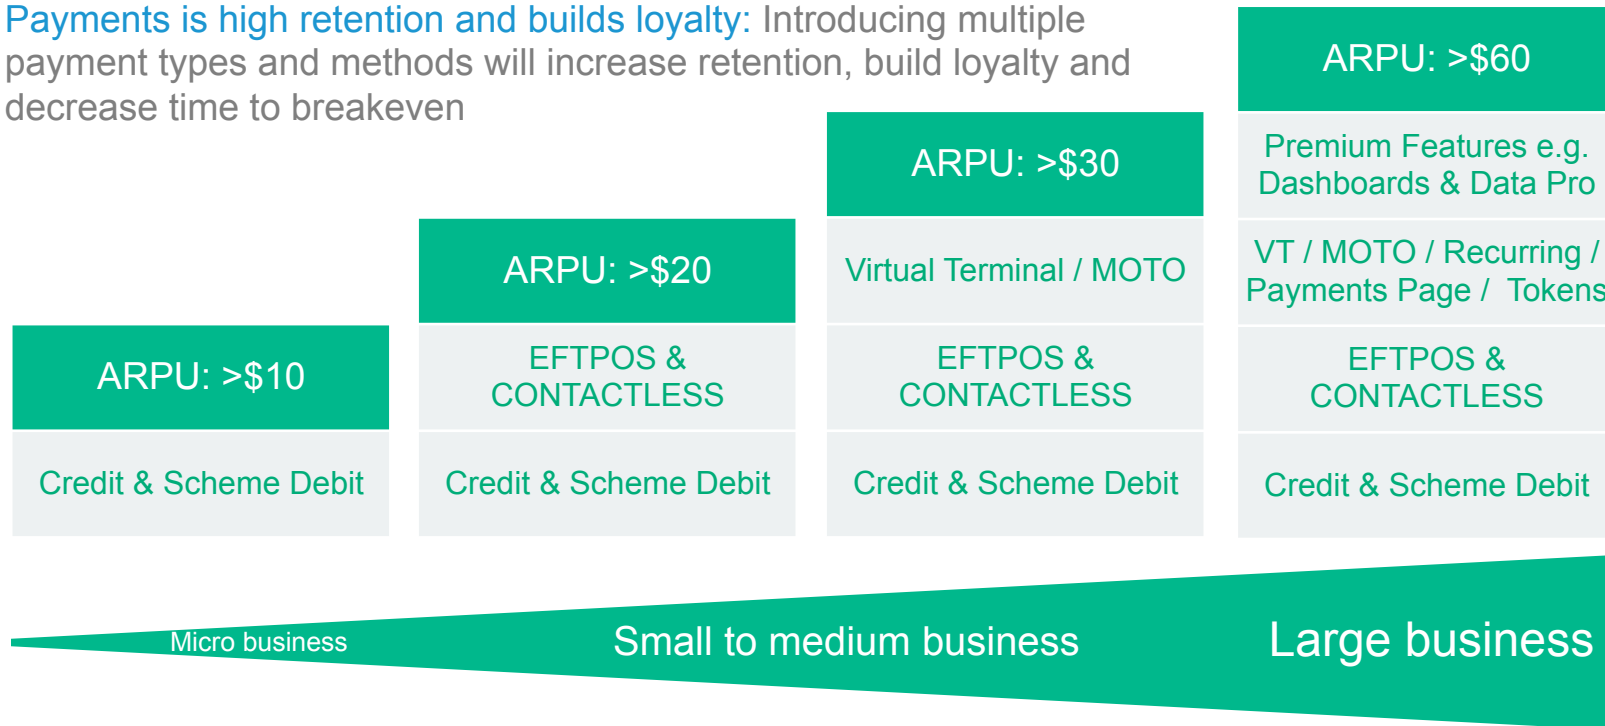 Payments is high retention and builds loyalty: Introducing multiple
payment types and methods will increase retention, build loyalty and
decrease time to breakeven
ARPU: >$10
Credit & Scheme Debit
ARPU: >$20
EFTPOS &
CONTACTLESS
Credit & Scheme Debit
ARPU: >$30
Virtual Terminal / MOTO
EFTPOS &
CONTACTLESS
Credit & Scheme Debit
ARPU: >$60
Premium Features e.g.
Dashboards & Data Pro
VT / MOTO / Recurring /
Payments Page / Tokens
EFTPOS &
CONTACTLESS
Credit & Scheme Debit
Micro business
Small to medium business
Large business